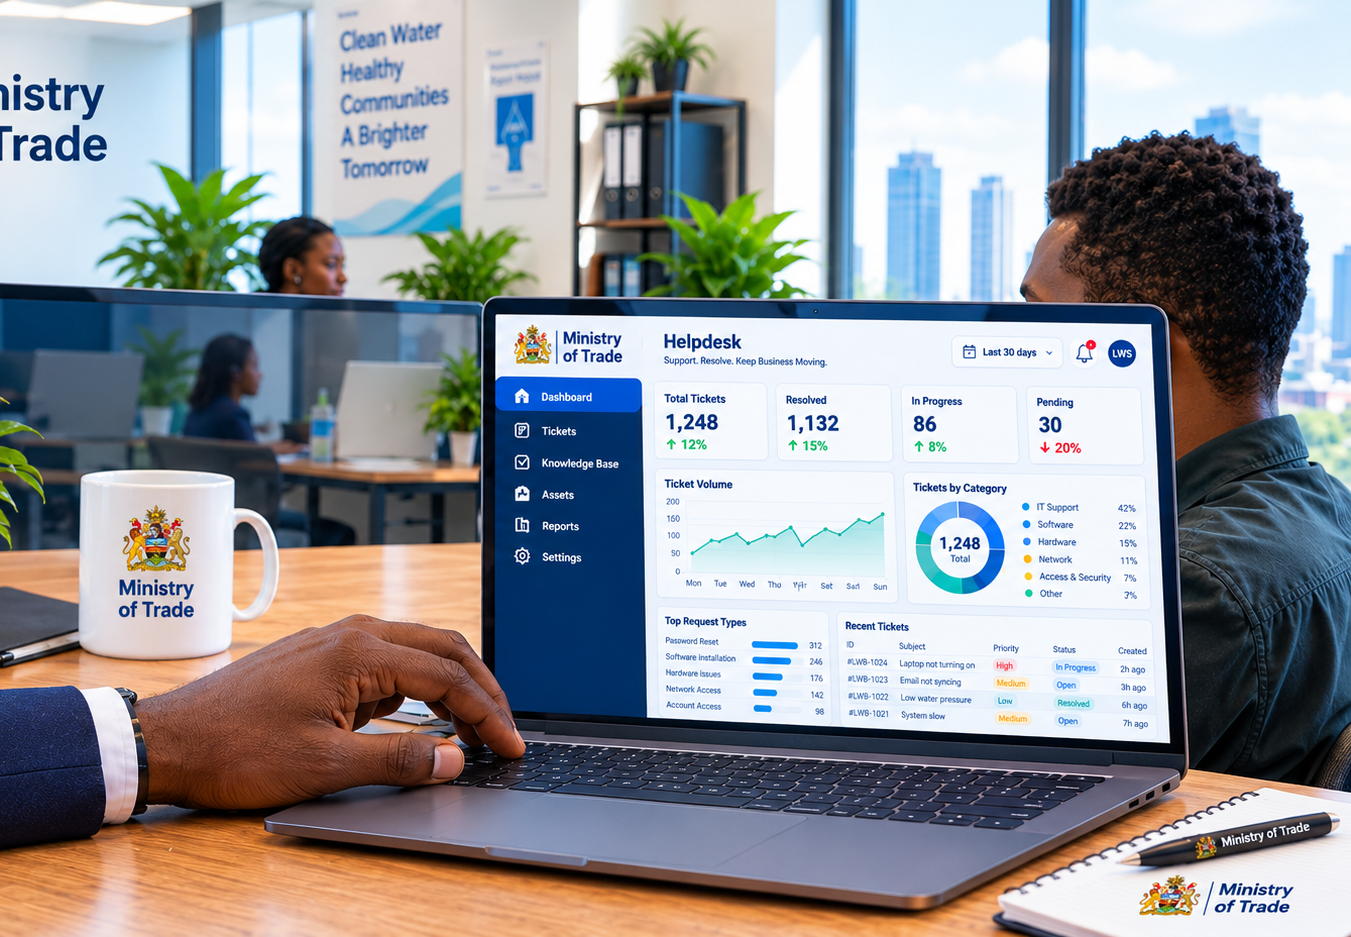 nistry
Trade
Clean Water
Healthy
Communities
A Brighter
Tomorrow
Ministry
of Trade
Ministry
of Trade
Helpdesk
Support. Resolve. Keep Business Moving.
Last 30 days
LWS
Dashboard
Tickets
Knowledge Base
Assets
Reports
Settings
Total Tickets
1,248
↑ 12%
Resolved
1,132
↑ 15%
In Progress
86
↑ 8%
Pending
30
↓ 20%
Ticket Volume
200
150
100
50
0
Mon Tue Wed Tho Set Sun
Tickets by Category
1,248
Total
IT Support 42%
Software 22%
Hardware 15%
Network 11%
Access & Security 7%
Other 3%
Top Request Types
Password Reset 312
Software Installation 246
Hardware issues 176
Network Access 142
Account Access 98
Recent Tickets
ID Subject Priority Status Created
#LWB-1024 Laptop not turning on High In Progress 2h ago
#LWB-1023 Email not syncing Medium Open 3h ago
#LWB-1022 Low water pressure Low Resolved 6h ago
#LWB-1021 System slow Medium Open 7h ago
Ministry of Trade
Ministry
of Trade